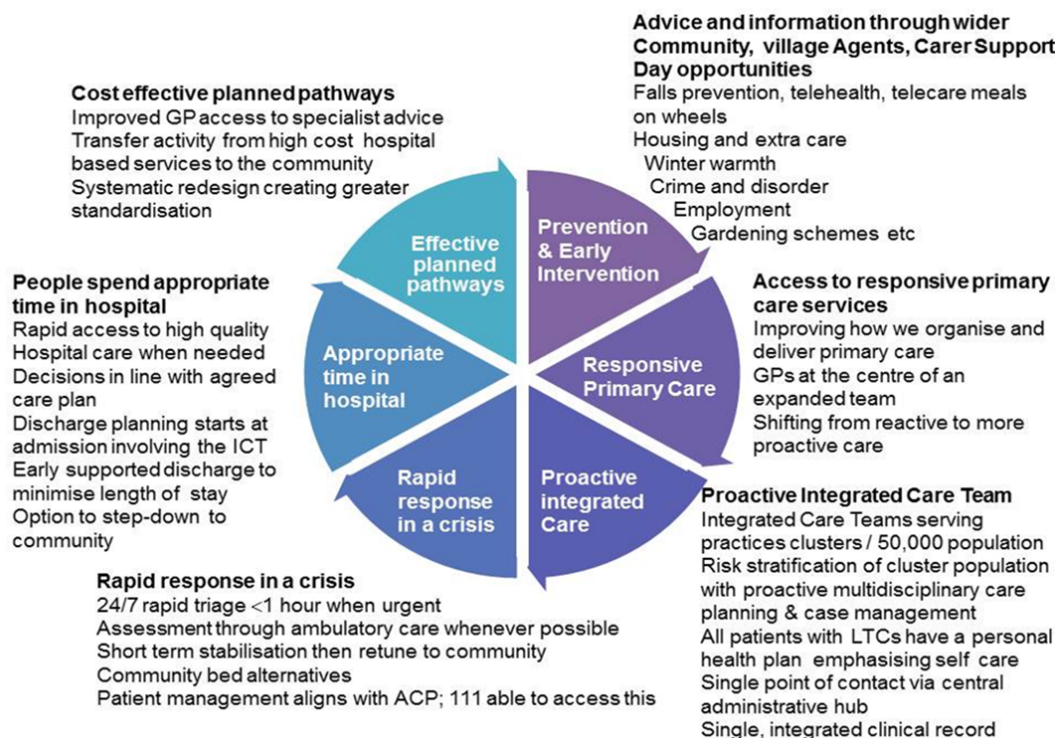 Advice and information through wider
Community, village Agents, Carer Support
Day opportunities
Falls prevention, telehealth, telecare meals
on wheels
Housing and extra care
Winter warmth
Crime and disorder
Employment
Gardening schemes etc
Cost effective planned pathways
Improved GP access to specialist advice
Transfer activity from high cost hospital
based services to the community
Systematic redesign creating greater
standardisation
Effective
planned
pathways
Prevention
& Early
Intervention
People spend appropriate
time in hospital
Rapid access to high quality
Hospital care when needed
Decisions in line with agreed
care plan
Discharge planning starts at
admission involving the ICT
Early supported discharge to
minimise length of stay
Option to step-down to
community
Appropriate
time in
hospital
Responsive
Primary Care
Access to responsive primary
care services
Improving how we organise and
deliver primary care
GPs at the centre of an
expanded team
Shifting from reactive to more
proactive care
Rapid
response
in a crisis
Proactive
integrated
Care
Proactive Integrated Care Team
Integrated Care Teams serving
practices clusters / 50,000 population
Risk stratification of cluster population
with proactive multidisciplinary care
planning & case management
All patients with LTCs have a personal
health plan emphasising self care
Single point of contact via central
administrative hub
Single, integrated clinical record
Rapid response in a crisis
24/7 rapid triage <1 hour when urgent
Assessment through ambulatory care whenever possible
Short term stabilisation then retune to community
Community bed alternatives
Patient management aligns with ACP; 111 able to access this